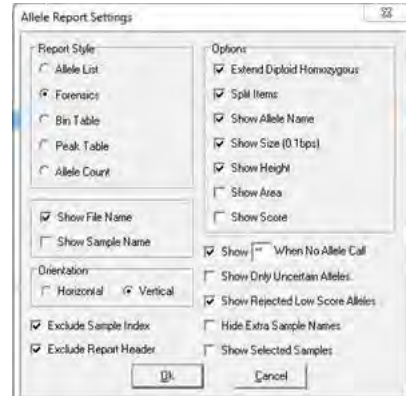 Allele Report Settings
Report Style
Allele List
Forensics
Bin Table
Peak Table
Allele Count
Show File Name
Show Sample Name
Orientation
Horizontal Vertical
Exclude Sample Index
Exclude Report Header
Options
Extend Diploid Homozygous
Split Items
Show Allele Name
Show Size (0.1bps)
Show Height
Show Area
Show Score
Show When No Allele Call
Show Only Uncertain Alleles
Show Rejected Low Score Alleles
Hide Extra Sample Names
Show Selected Samples
Ok Cancel